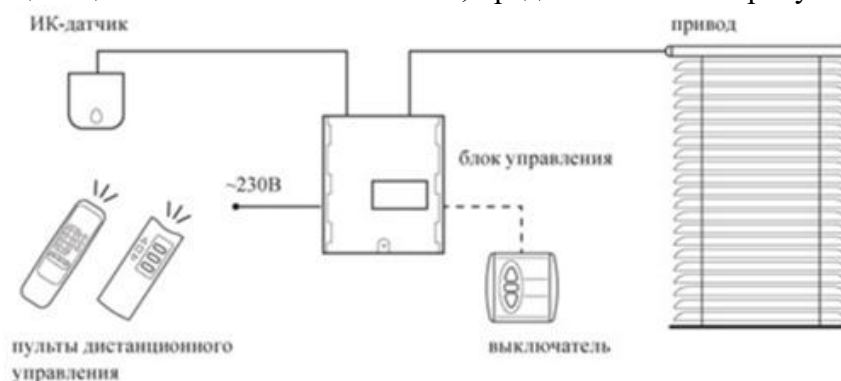 ИК-датчик
привод
блок управления
~230В
пульты дистанционного
управления
выключатель